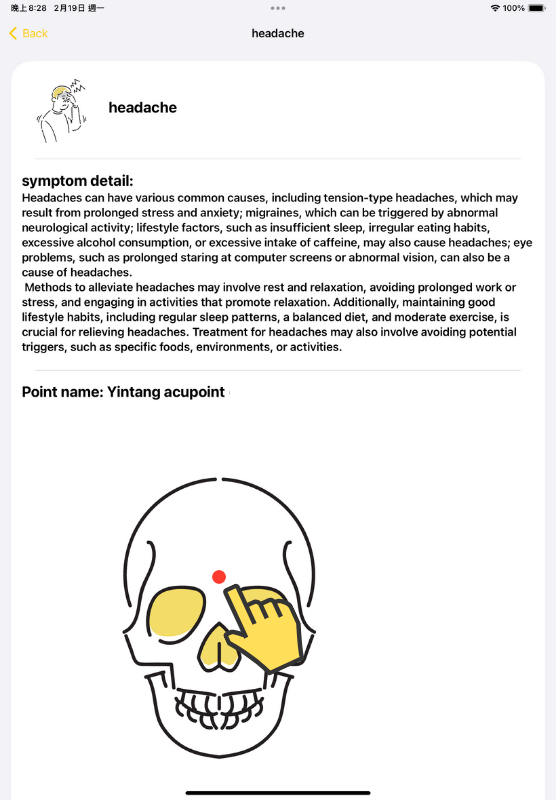 晚上8:28 2月19日 週一
100%
Back
headache
headache
symptom detail:
Headaches can have various common causes, including tension-type headaches, which may
result from prolonged stress and anxiety; migraines, which can be triggered by abnormal
neurological activity; lifestyle factors, such as insufficient sleep, irregular eating habits,
excessive alcohol consumption, or excessive intake of caffeine, may also cause headaches; eye
problems, such as prolonged staring at computer screens or abnormal vision, can also be a
cause of headaches.
Methods to alleviate headaches may involve rest and relaxation, avoiding prolonged work or
stress, and engaging in activities that promote relaxation. Additionally, maintaining good
lifestyle habits, including regular sleep patterns, a balanced diet, and moderate exercise, is
crucial for relieving headaches. Treatment for headaches may also involve avoiding potential
triggers, such as specific foods, environments, or activities.
Point name: Yintang acupoint